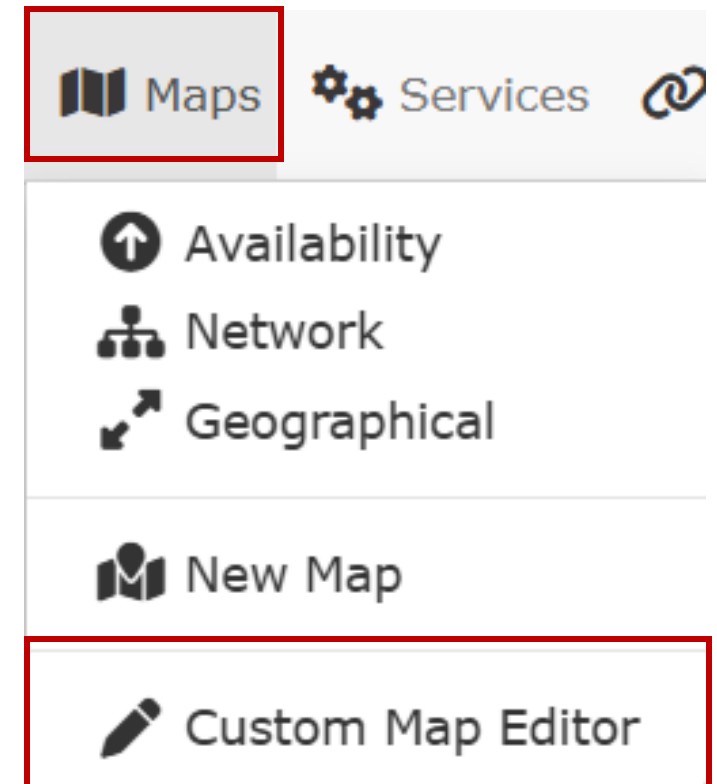 Maps Services
Availability
Network
Geographical
New Map
Custom Map Editor